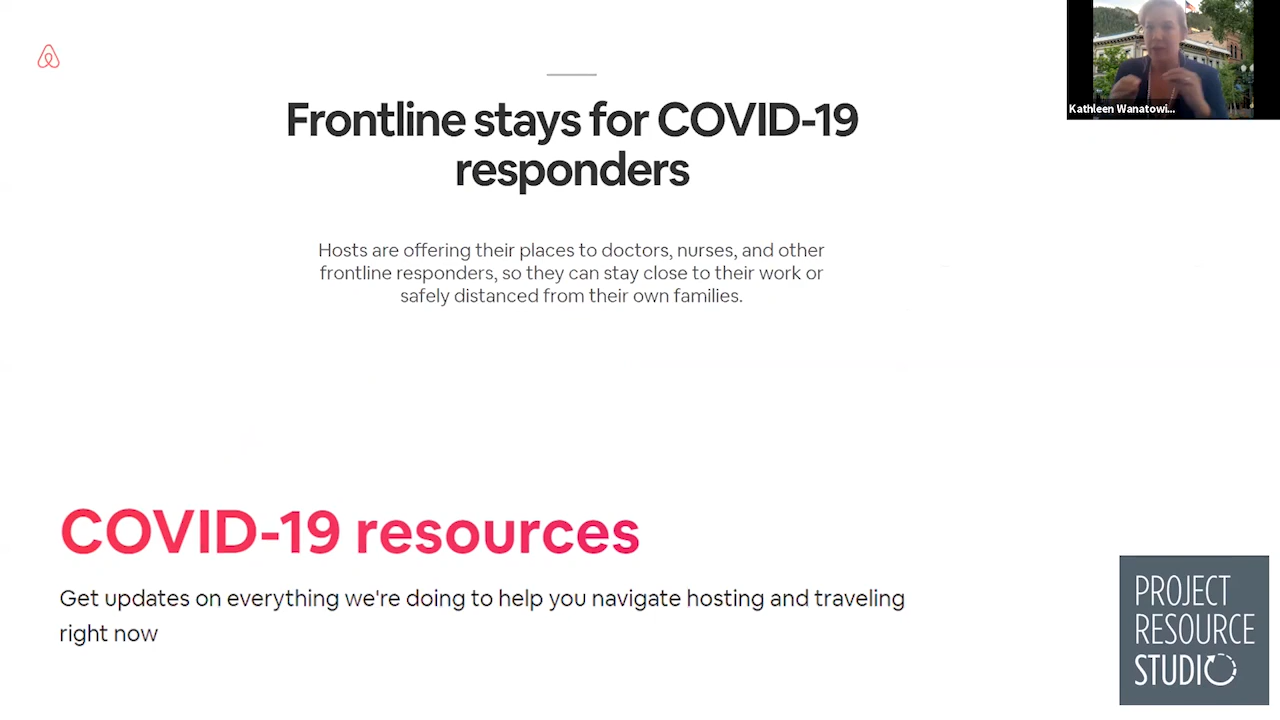 Frontline stays for COVID-19
responders
Hosts are offering their places to doctors, nurses, and other
frontline responders, so they can stay close to their work or
safely distanced from their own families.
Kathleen Wanatowi...
COVID-19 resources
Get updates on everything we're doing to help you navigate hosting and traveling
right now
PROJECT
RESOURCE
STUDIO